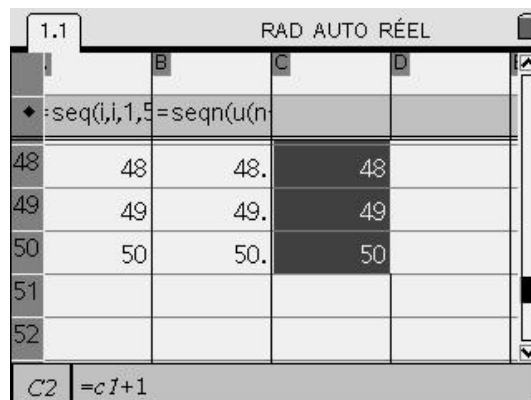 1.1 RAD AUTO RÉEL
B C D
◆ =seq(i,i,1,5 =seqn(u(n-
48 48 48. 48
49 49 49. 49
50 50 50. 50
51
52
C2 =c1+1